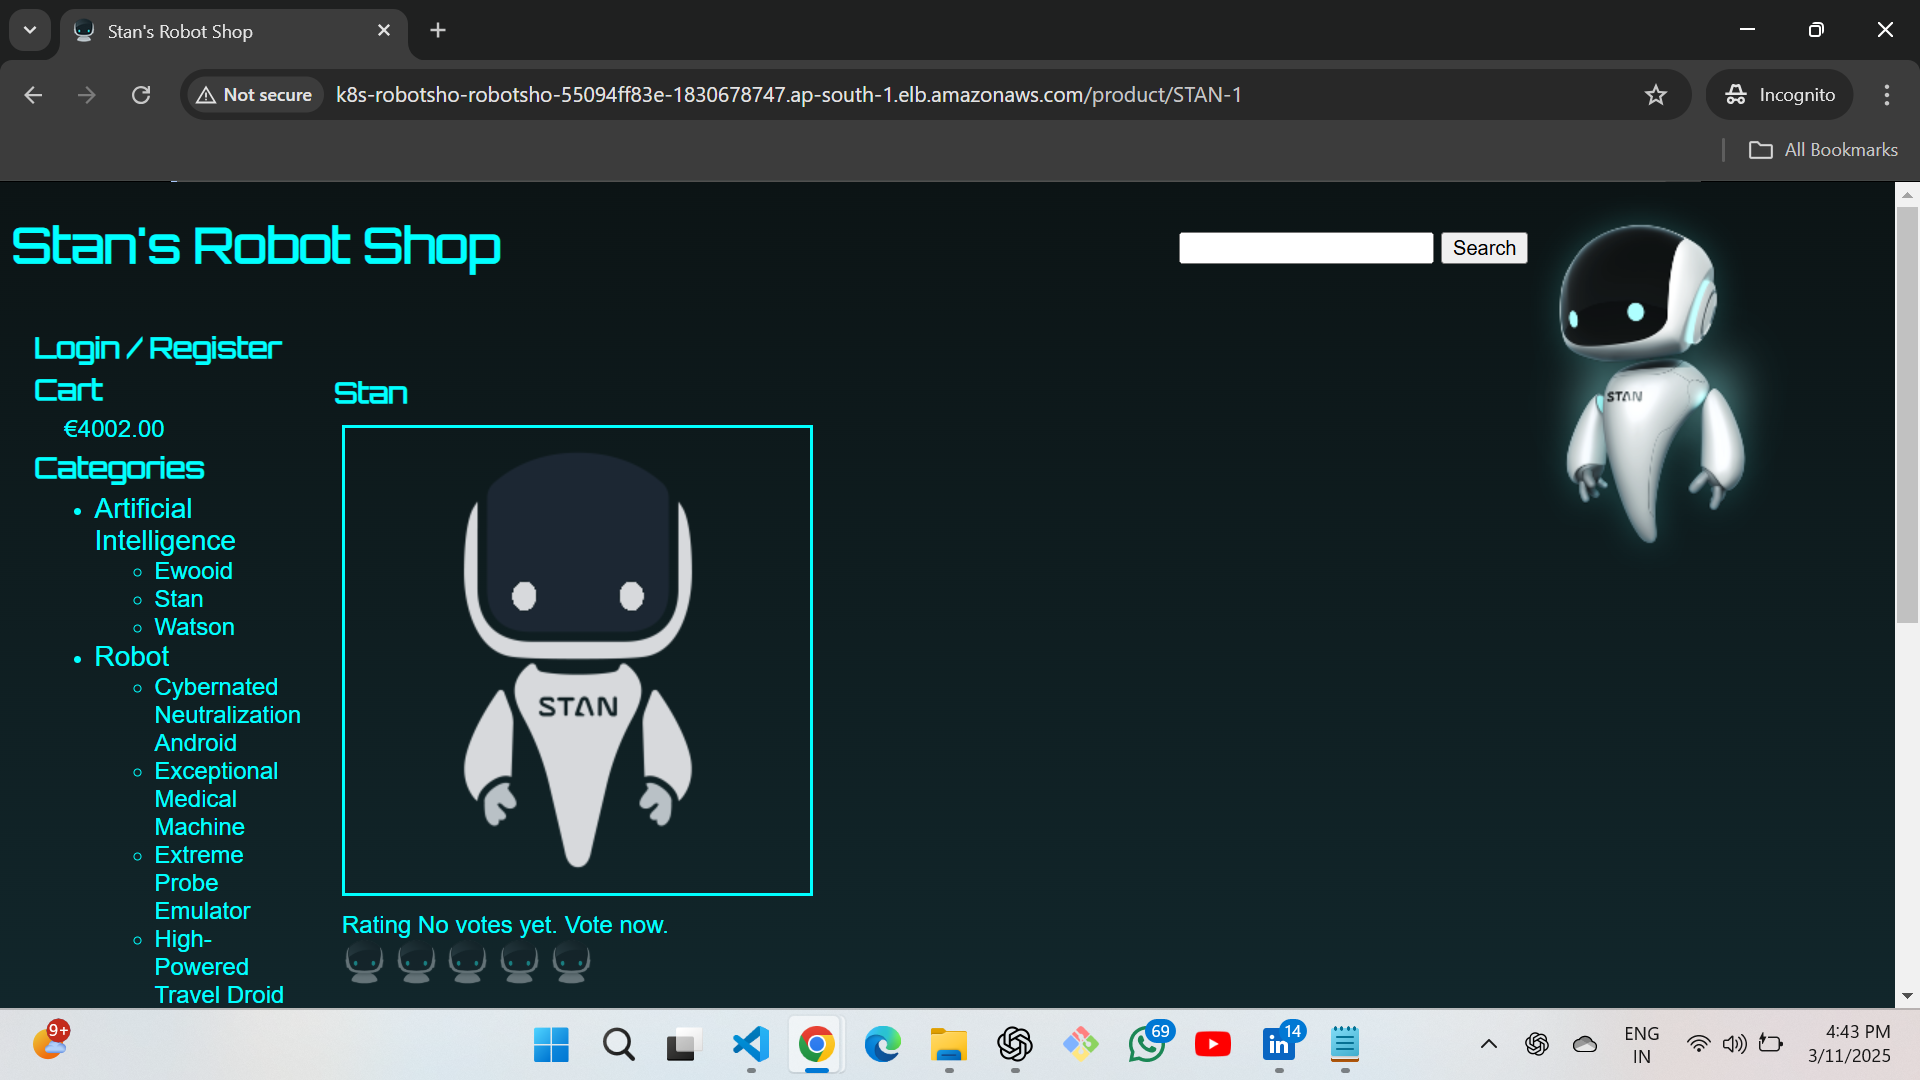 Stan's Robot Shop
Not secure
k8s-robotsho-robotsho-55094ff83e-1830678747.ap-south-1.elb.amazonaws.com/product/STAN-1
Incognito
All Bookmarks
Stan's Robot Shop
Search
STAN
Login / Register
Cart
€4002.00
Categories
Artificial
Intelligence
Ewooid
Stan
Watson
Robot
Cybernated
Neutralization
Android
Exceptional
Medical
Machine
Extreme
Probe
Emulator
High-
Powered
Travel Droid
Stan
STAN
Rating No votes yet. Vote now.
9+
69
14
ENG
IN
4:43 PM
3/11/2025